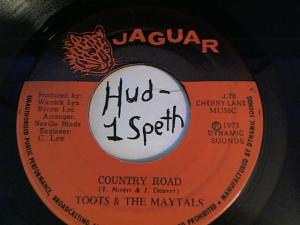 JAGUAR
Produced by:
Warrick Lyn
Byron Lee
Arranger:
Neville Hinds
Engineer:
C. Lee
Hud-
1 Speth
J.76
CHERRY LANE
MUSIC
℗ 1973
DYNAMIC
SOUNDS
COUNTRY ROAD
(T. Nivert & J. Denver)
TOOTS & THE MAYTALS